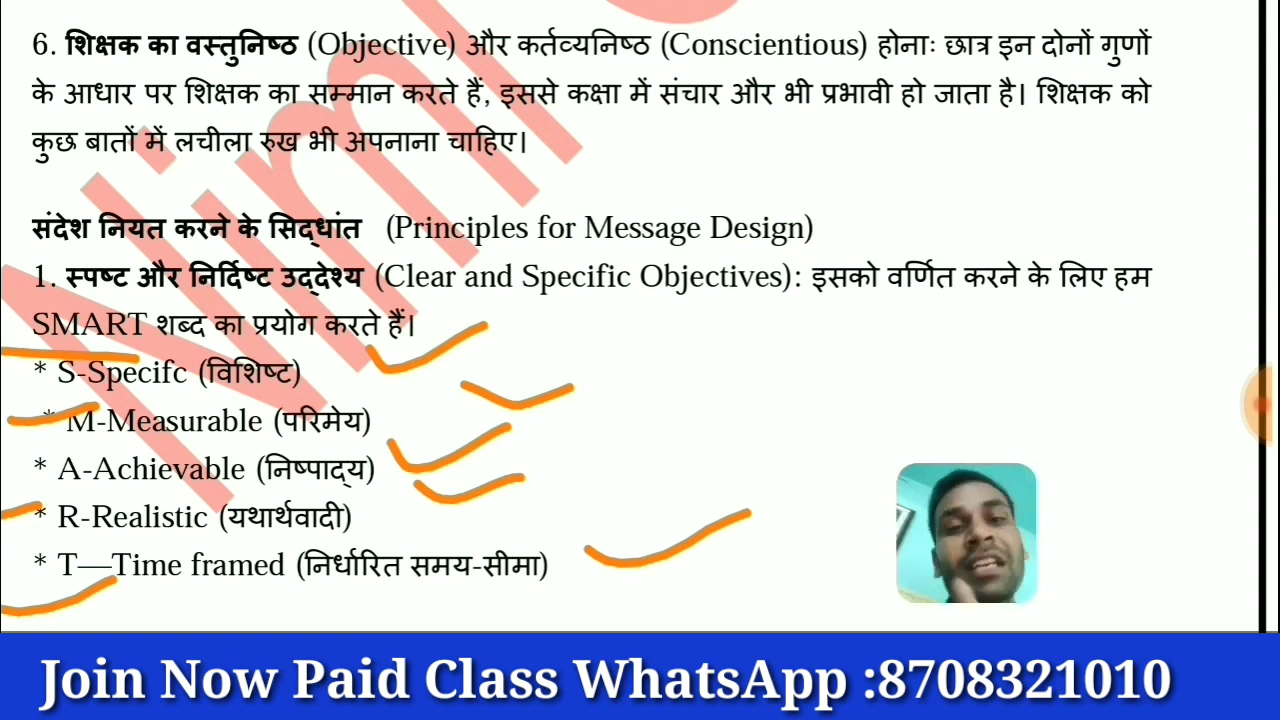 6. शिक्षक का वस्तुनिष्ठ (Objective) और कर्तव्यनिष्ठ (Conscientious) होनाः छात्र इन दोनों गुणों
के आधार पर शिक्षक का सम्मान करते हैं, इससे कक्षा में संचार और भी प्रभावी हो जाता है। शिक्षक को
कुछ बातों में लचीला रुख भी अपनाना चाहिए।
संदेश नियत करने के सिद्धांत (Principles for Message Design)
1. स्पष्ट और निर्दिष्ट उद्देश्य (Clear and Specific Objectives): इसको वर्णित करने के लिए हम
SMART शब्द का प्रयोग करते हैं।
* S-Specifc (विशिष्ट)
* M-Measurable (परिमेय)
* A-Achievable (निष्पाद्य)
* R-Realistic (यथार्थवादी)
* T—Time framed (निर्धारित समय-सीमा)
Join Now Paid Class WhatsApp :8708321010